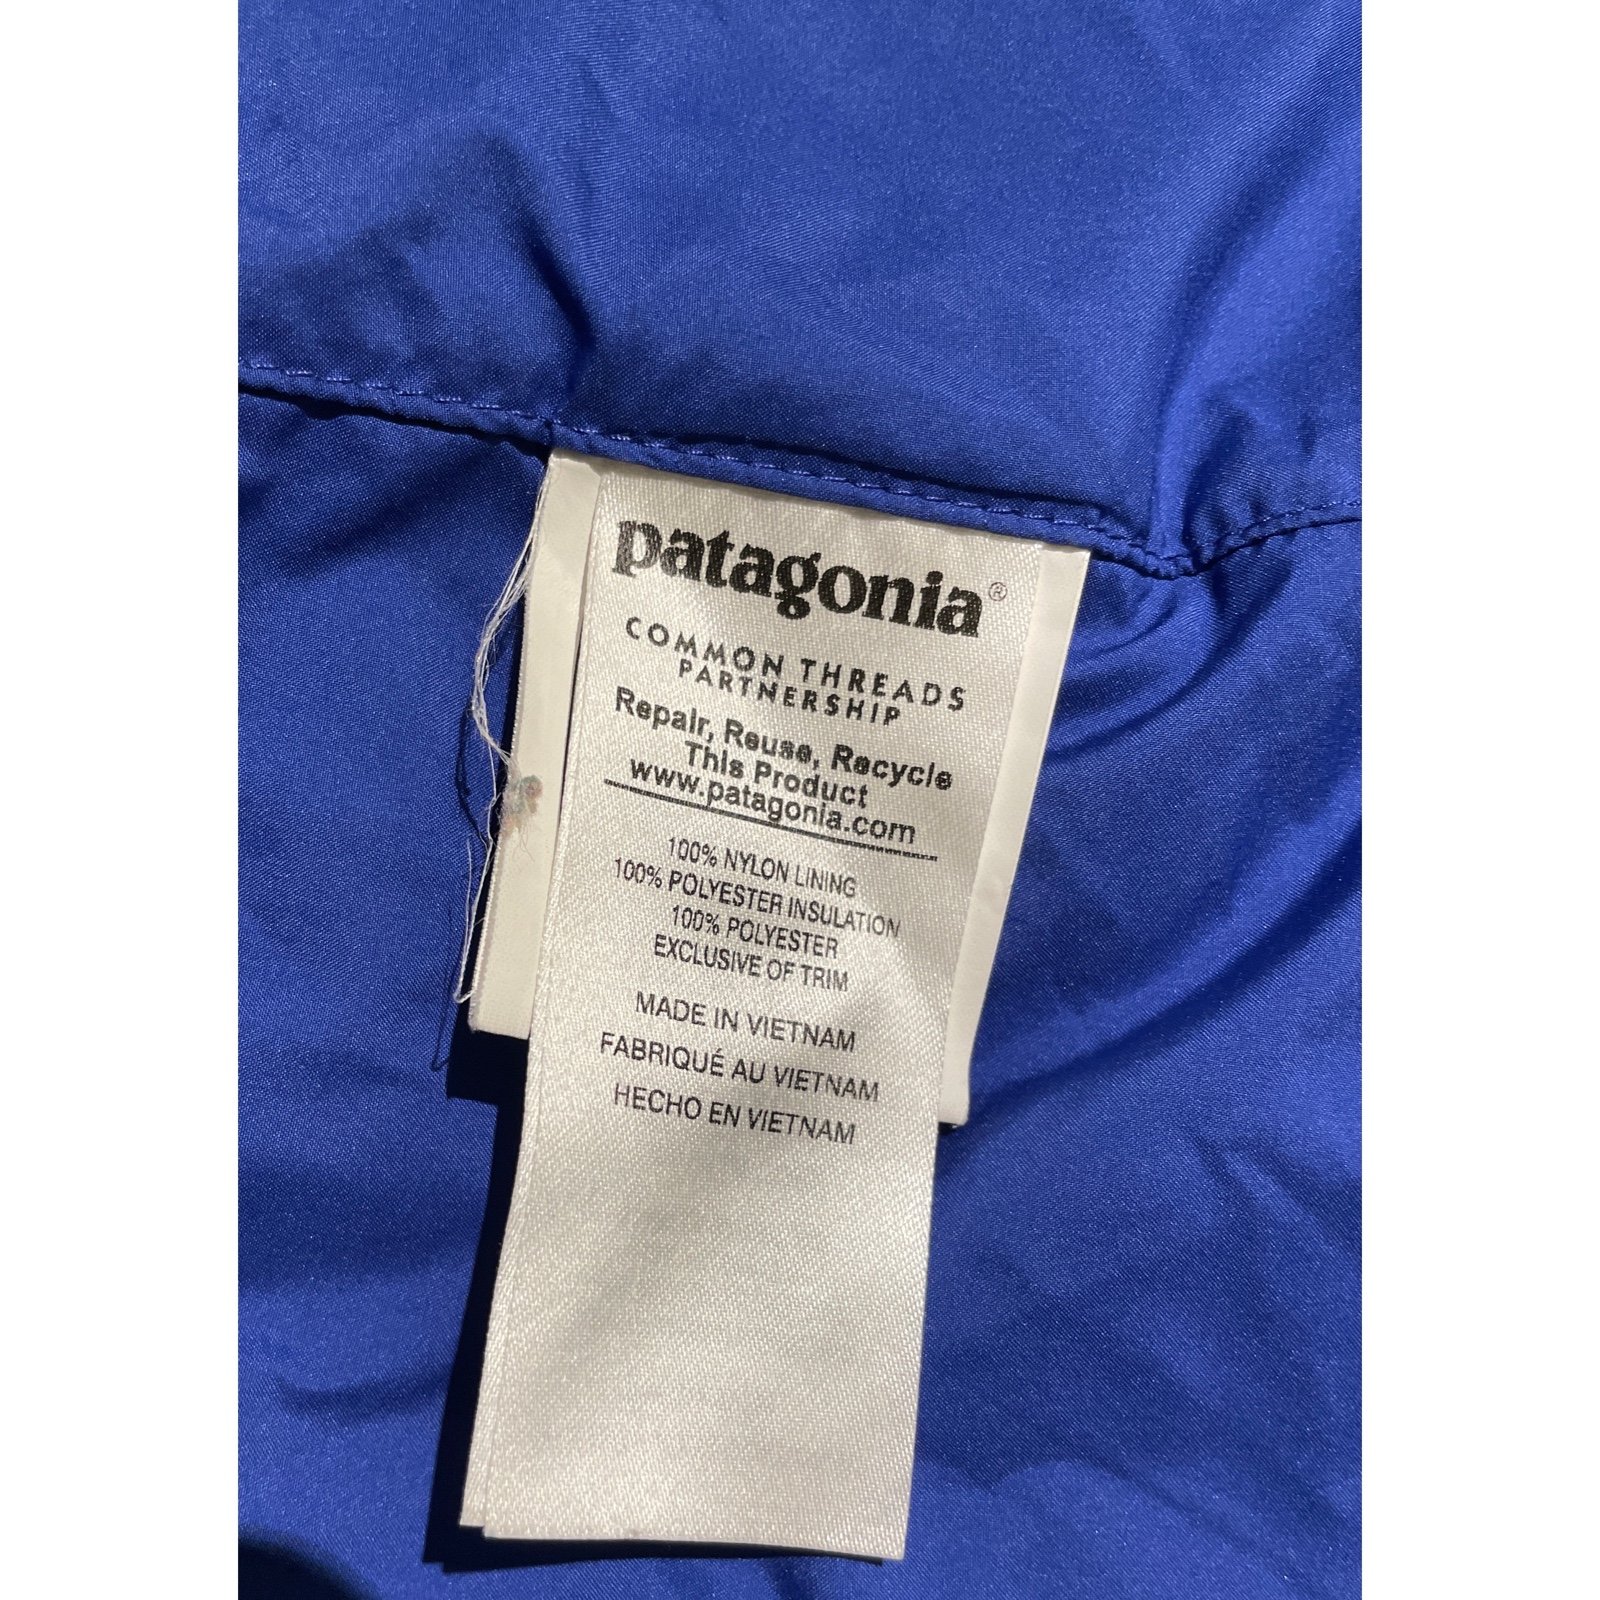 patagonia®
COMMON THREADS
PARTNERSHIP
Repair, Reuse, Recycle
This Product
www.patagonia.com
100% NYLON LINING
100% POLYESTER INSULATION
100% POLYESTER
EXCLUSIVE OF TRIM
MADE IN VIETNAM
FABRIQUÉ AU VIETNAM
HECHO EN VIETNAM